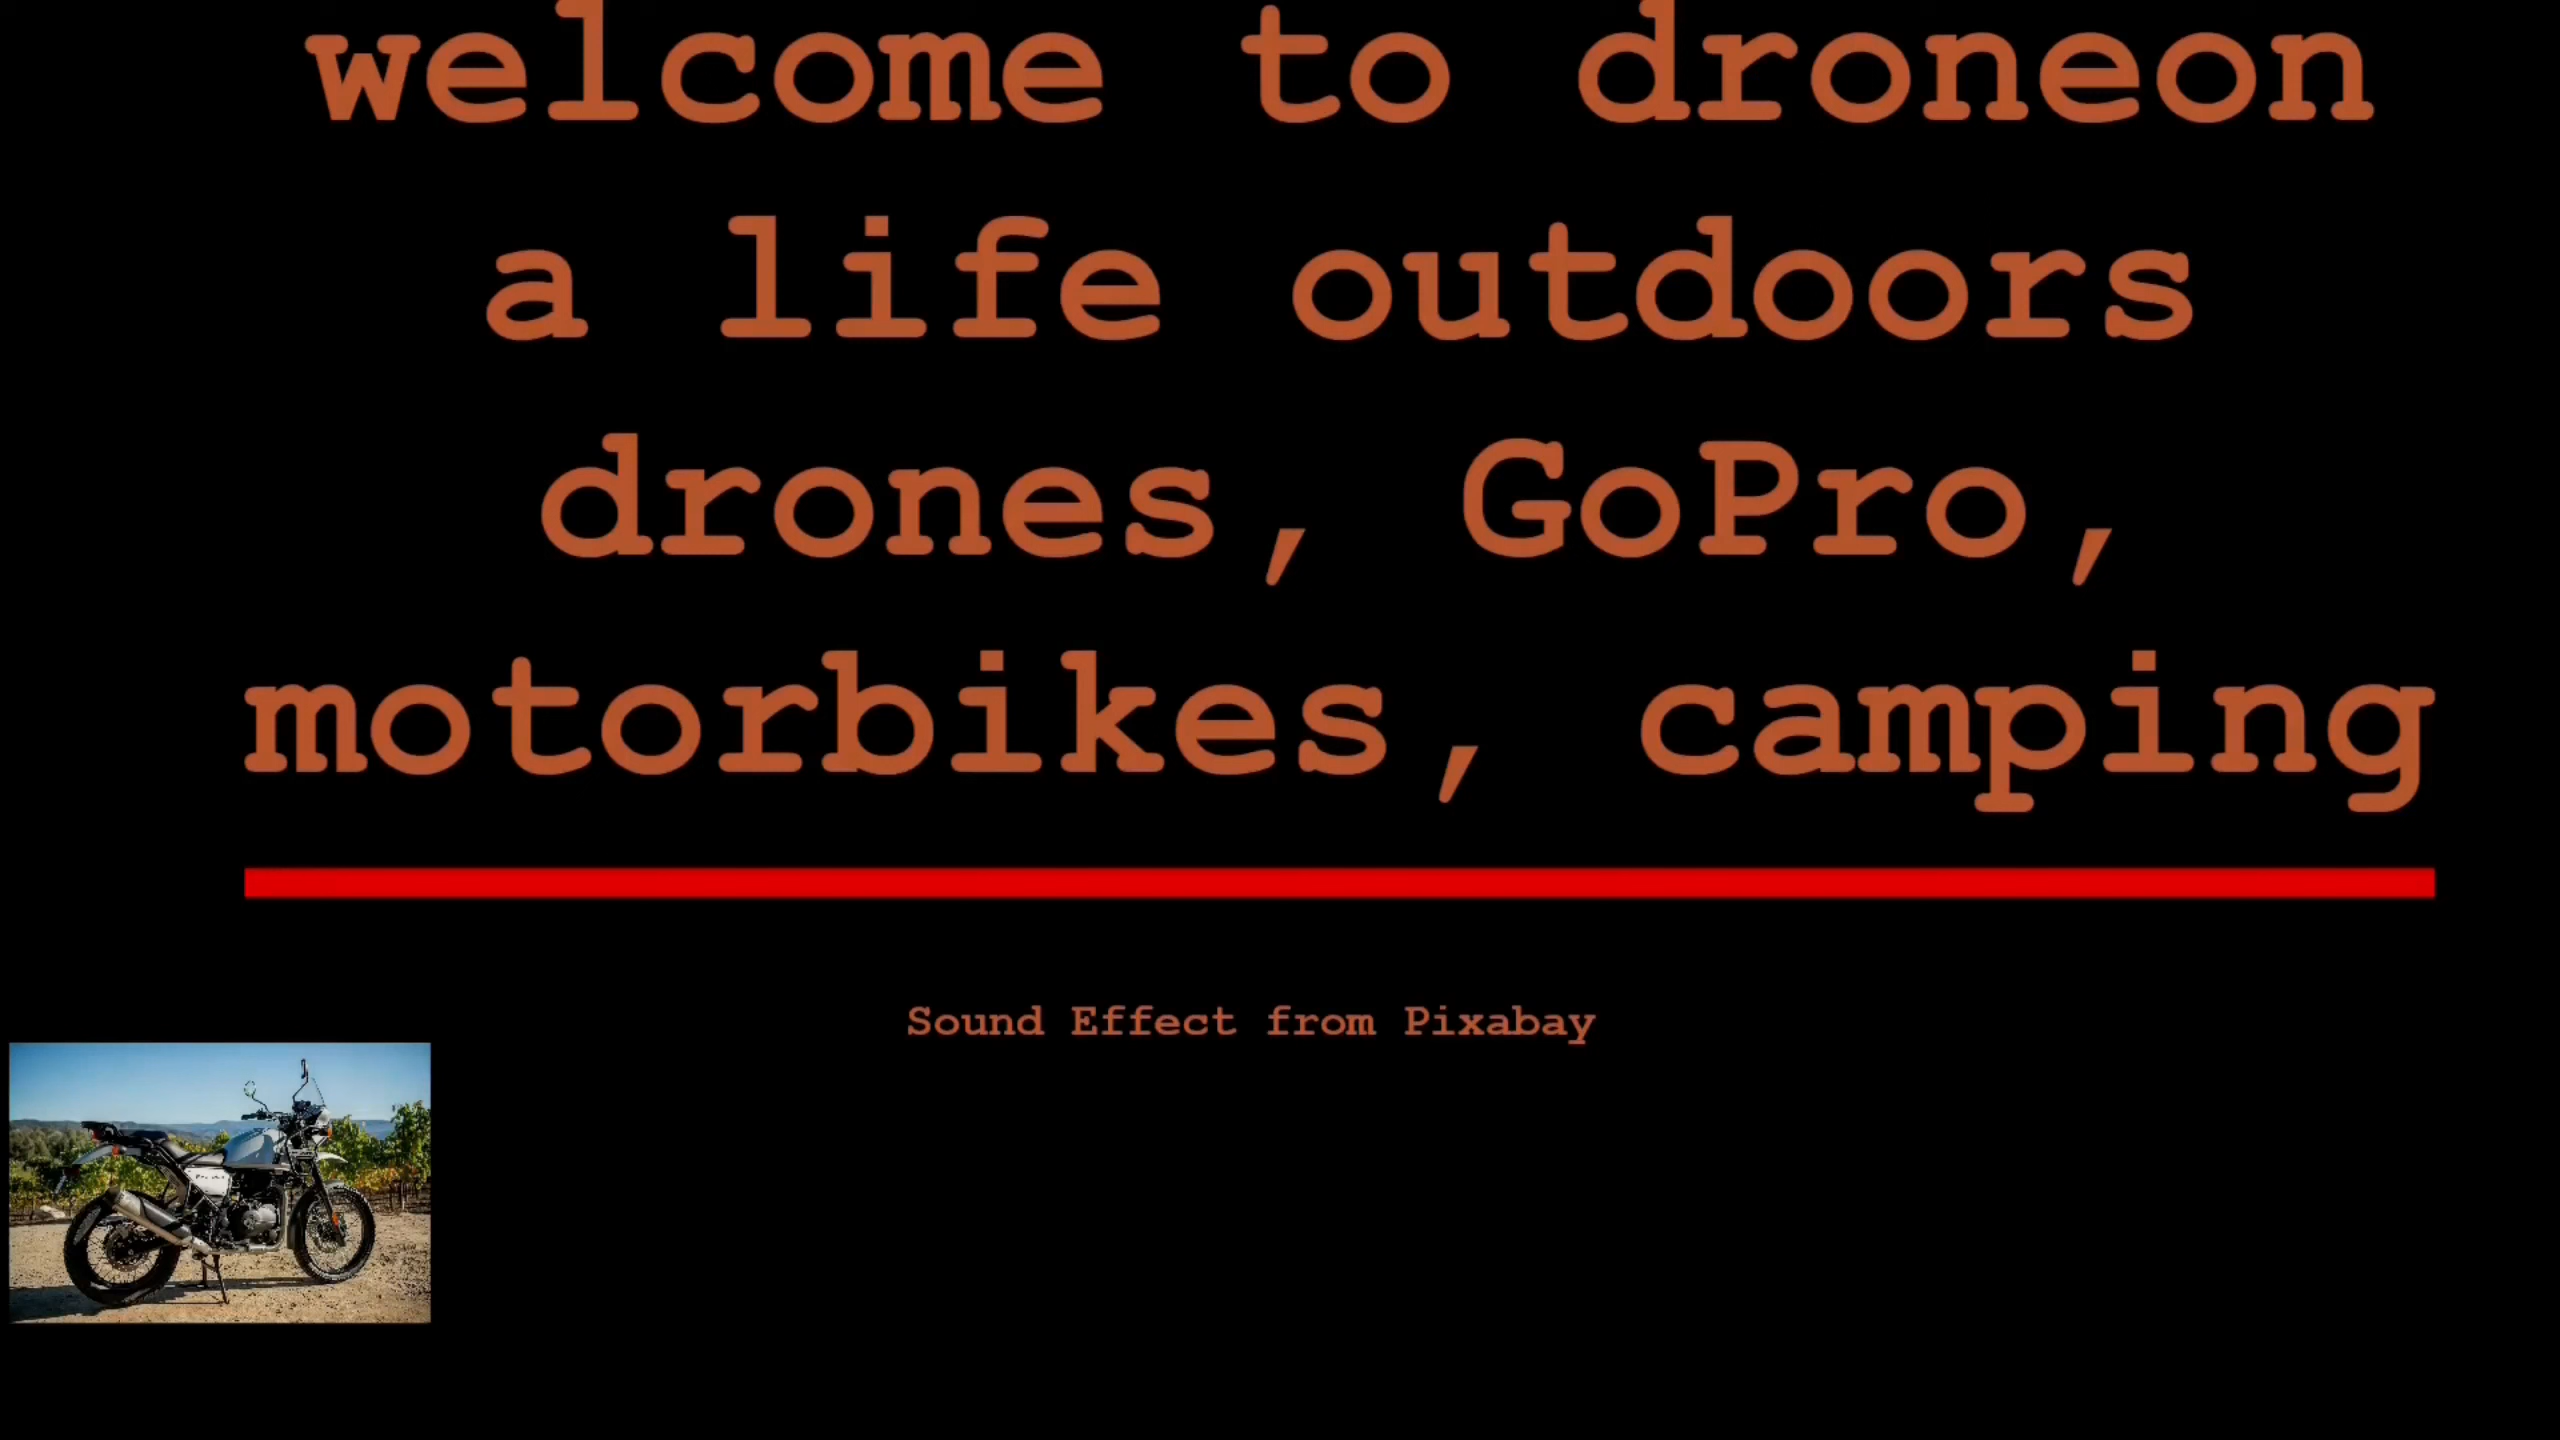 welcome to droneon
a life outdoors
drones, GoPro,
motorbikes, camping
Sound Effect from Pixabay